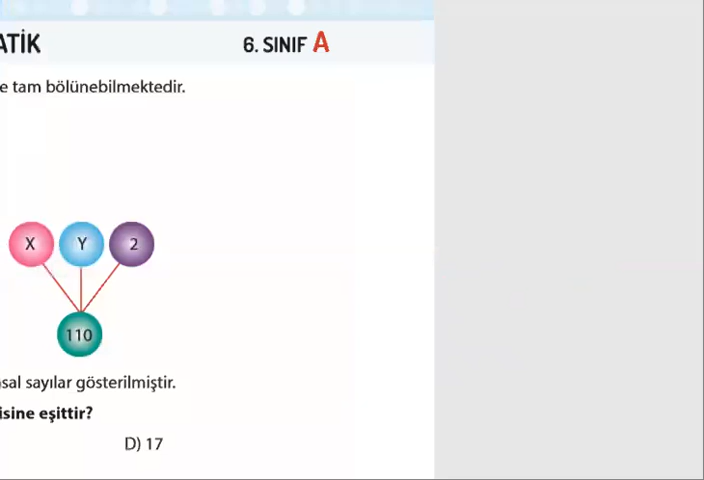 ATİK 6. SINIF A
e tam bölünebilmektedir.
X Y 2
110
sal sayılar gösterilmiştir.
isine eşittir?
D) 17